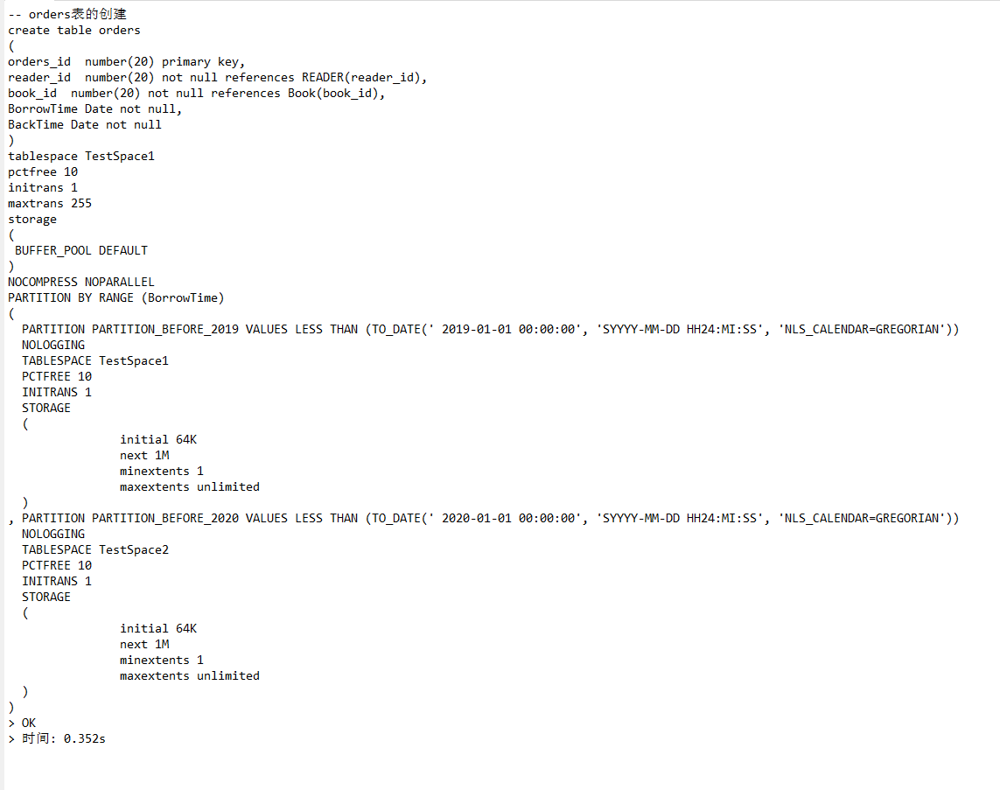 -- orders表的创建
create table orders
(
orders_id  number(20) primary key,
reader_id  number(20) not null references READER(reader_id),
book_id  number(20) not null references Book(book_id),
BorrowTime Date not null,
BackTime Date not null
)
tablespace TestSpace1
pctfree 10
initrans 1
maxtrans 255
storage
(
 BUFFER_POOL DEFAULT
)
NOCOMPRESS NOPARALLEL
PARTITION BY RANGE (BorrowTime)
(
  PARTITION PARTITION_BEFORE_2019 VALUES LESS THAN (TO_DATE(' 2019-01-01 00:00:00', 'SYYYY-MM-DD HH24:MI:SS', 'NLS_CALENDAR=GREGORIAN'))
  NOLOGGING
  TABLESPACE TestSpace1
  PCTFREE 10
  INITRANS 1
  STORAGE
  (
                initial 64K
                next 1M
                minextents 1
                maxextents unlimited
  )
, PARTITION PARTITION_BEFORE_2020 VALUES LESS THAN (TO_DATE(' 2020-01-01 00:00:00', 'SYYYY-MM-DD HH24:MI:SS', 'NLS_CALENDAR=GREGORIAN'))
  NOLOGGING
  TABLESPACE TestSpace2
  PCTFREE 10
  INITRANS 1
  STORAGE
  (
                initial 64K
                next 1M
                minextents 1
                maxextents unlimited
  )
)
> OK
> 时间: 0.352s